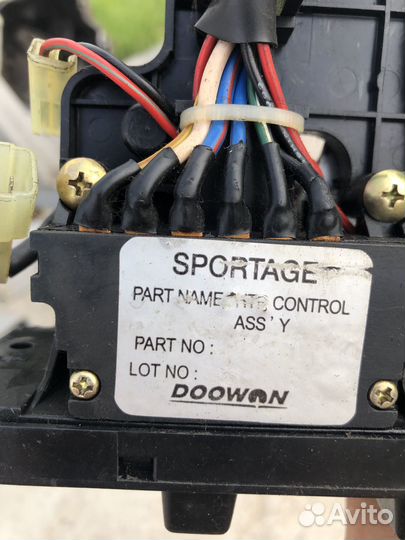 SPORTAGE
PART NAME CONTROL
ASS'Y
PART NO :
LOT NO :
DOOWON
Avito